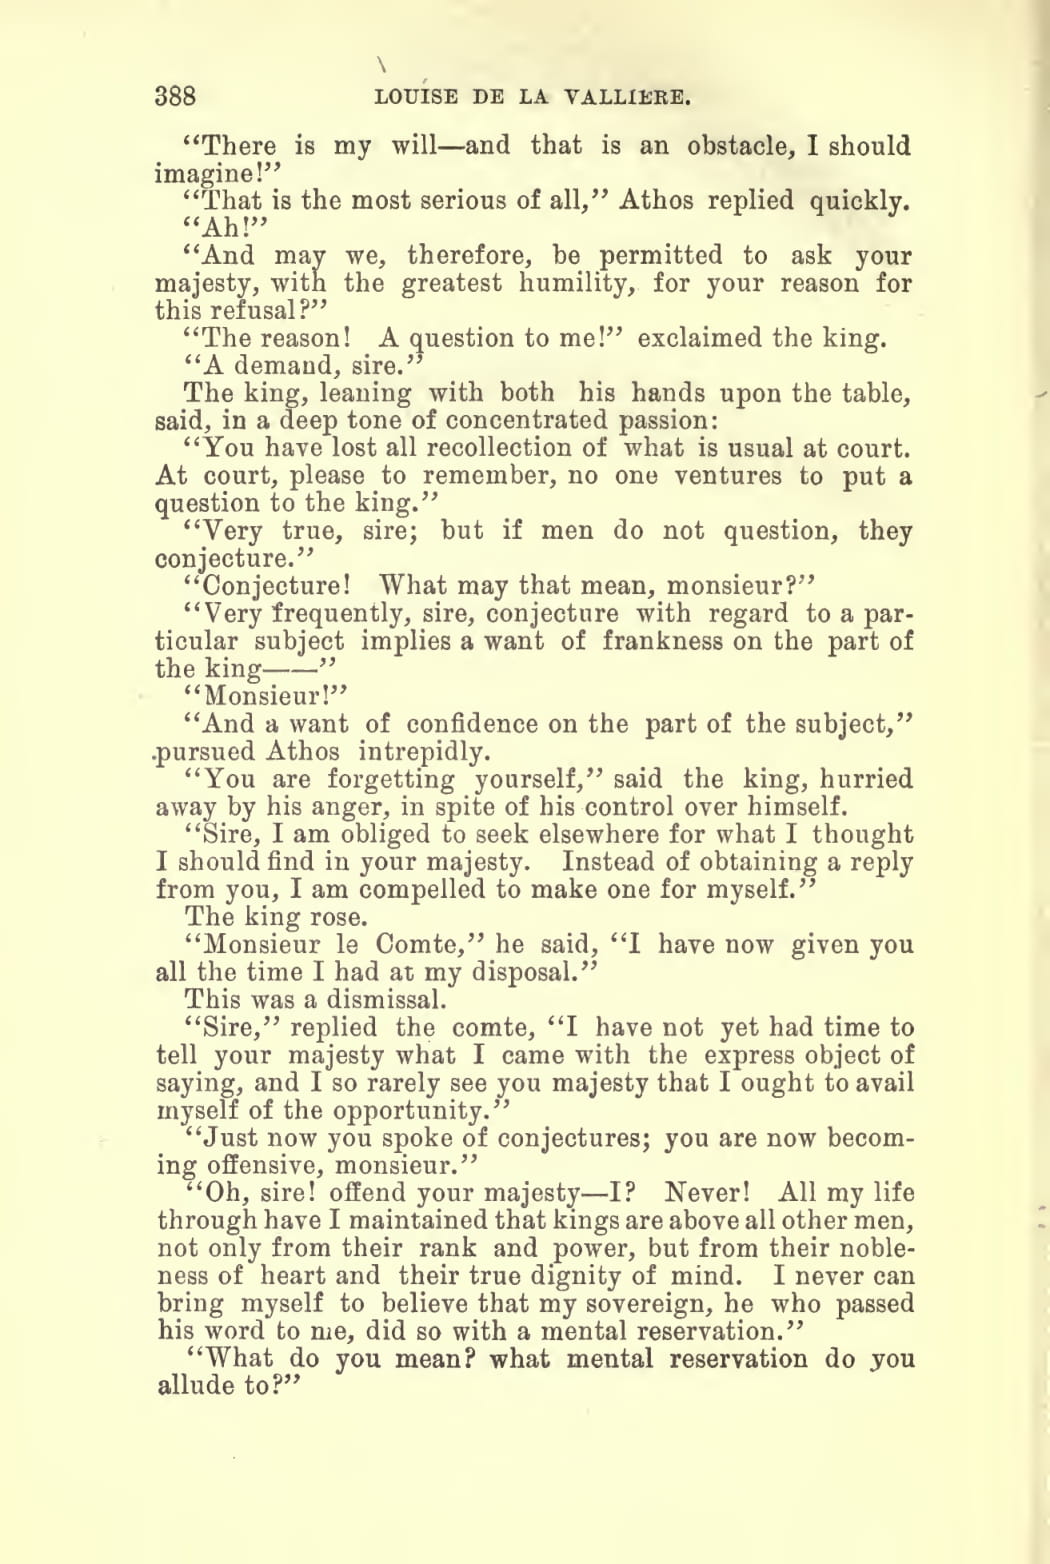 388 LOUISE DE LA VALLIERE.
“There is my will—and that is an obstacle, I should
imagine!”
“That is the most serious of all,” Athos replied quickly.
“Ah!”
“And may we, therefore, be permitted to ask your
majesty, with the greatest humility, for your reason for
this refusal?”
“The reason! A question to me!” exclaimed the king.
“A demand, sire.”
The king, leaning with both his hands upon the table,
said, in a deep tone of concentrated passion:
“You have lost all recollection of what is usual at court.
At court, please to remember, no one ventures to put a
question to the king.”
“Very true, sire; but if men do not question, they
conjecture.”
“Conjecture! What may that mean, monsieur?”
“Very frequently, sire, conjecture with regard to a par-
ticular subject implies a want of frankness on the part of
the king——”
“Monsieur!”
“And a want of confidence on the part of the subject,”
pursued Athos intrepidly.
“You are forgetting yourself,” said the king, hurried
away by his anger, in spite of his control over himself.
“Sire, I am obliged to seek elsewhere for what I thought
I should find in your majesty. Instead of obtaining a reply
from you, I am compelled to make one for myself.”
The king rose.
“Monsieur le Comte,” he said, “I have now given you
all the time I had at my disposal.”
This was a dismissal.
“Sire,” replied the comte, “I have not yet had time to
tell your majesty what I came with the express object of
saying, and I so rarely see you majesty that I ought to avail
myself of the opportunity.”
“Just now you spoke of conjectures; you are now becom-
ing offensive, monsieur.”
“Oh, sire! offend your majesty—I? Never! All my life
through have I maintained that kings are above all other men,
not only from their rank and power, but from their noble-
ness of heart and their true dignity of mind. I never can
bring myself to believe that my sovereign, he who passed
his word to me, did so with a mental reservation.”
“What do you mean? what mental reservation do you
allude to?”